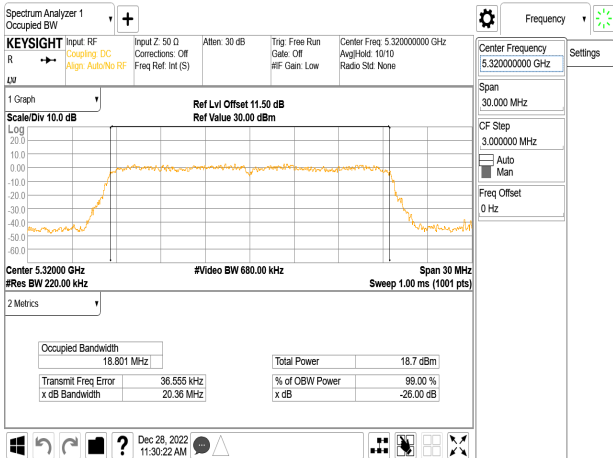 Spectrum Analyzer 1
Occupied BW
KEYSIGHT
R
Input: RF
Coupling: DC
Align: Auto/No RF
Input Z: 50 Ω
Corrections: Off
Freq Ref: Int (S)
Atten: 30 dB
Trig: Free Run
Gate: Off
#IF Gain: Low
Center Freq: 5.320000000 GHz
Avg|Hold: 10/10
Radio Std: None
1 Graph
Scale/Div 10.0 dB
Ref Lvl Offset 11.50 dB
Ref Value 30.00 dBm
Log
20.0
10.0
0.00
-10.0
-20.0
-30.0
-40.0
-50.0
-60.0
Center 5.32000 GHz
#Video BW 680.00 kHz
Span 30 MHz
#Res BW 220.00 kHz
Sweep 1.00 ms (1001 pts)
2 Metrics
Occupied Bandwidth
18.801 MHz
Total Power 18.7 dBm
Transmit Freq Error 36.555 kHz
% of OBW Power 99.00 %
x dB Bandwidth 20.36 MHz
x dB -26.00 dB
?
Dec 28, 2022
11:30:22 AM
Frequency
Center Frequency
5.320000000 GHz
Settings
Span
30.000 MHz
CF Step
3.000000 MHz
Auto
Man
Freq Offset
0 Hz